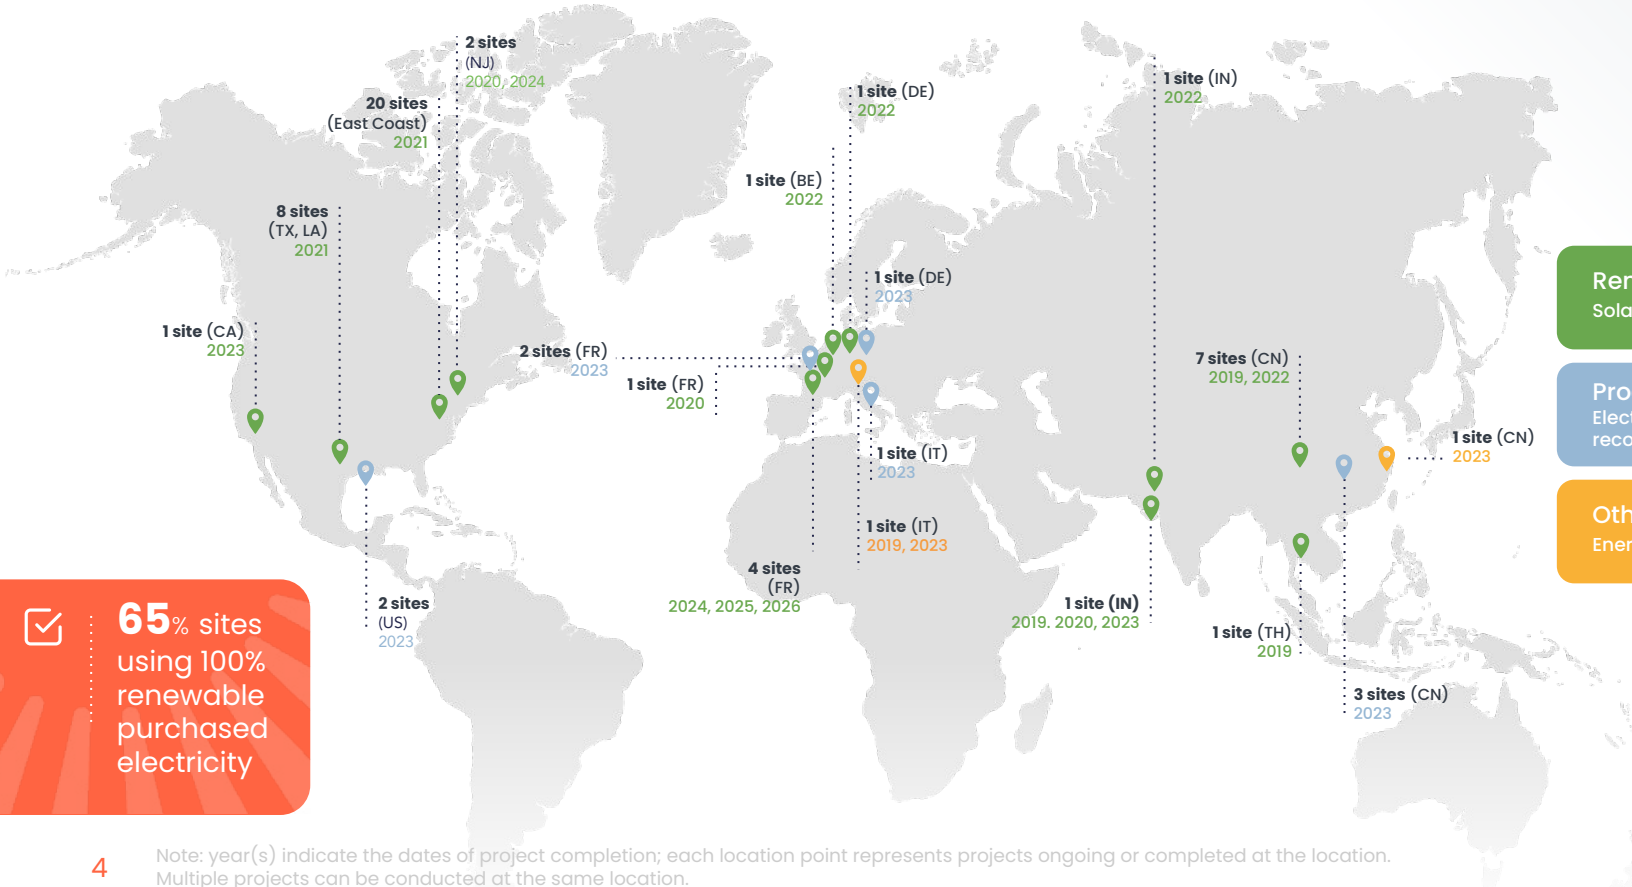 2 sites
(NJ)
2020, 2024
20 sites
(East Coast)
2021
8 sites
(TX, LA)
2021
1 site (CA)
2023
2 sites (FR)
2023
1 site (FR)
2020
1 site (BE)
2022
1 site (DE)
2022
1 site (DE)
2023
1 site (IT)
2023
1 site (IT)
2019, 2023
4 sites
(FR)
2024, 2025, 2026
2 sites
(US)
2023
1 site (IN)
2022
1 site (IN)
2019. 2020, 2023
7 sites (CN)
2019, 2022
1 site (CN)
2023
1 site (TH)
2019
3 sites (CN)
2023
Ren
Sola
Pro
Elect
reco
Oth
Ener
65% sites
using 100%
renewable
purchased
electricity
4
Note: year(s) indicate the dates of project completion; each location point represents projects ongoing or completed at the location.
Multiple projects can be conducted at the same location.